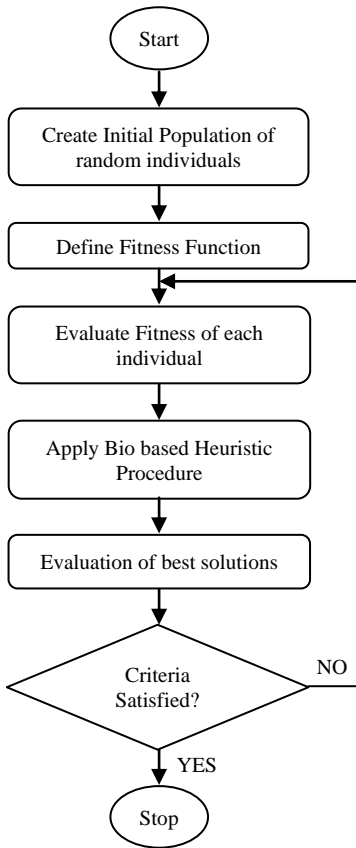 Start
Create Initial Population of
random individuals
Define Fitness Function
Evaluate Fitness of each
individual
Apply Bio based Heuristic
Procedure
Evaluation of best solutions
Criteria
Satisfied?
NO
YES
Stop